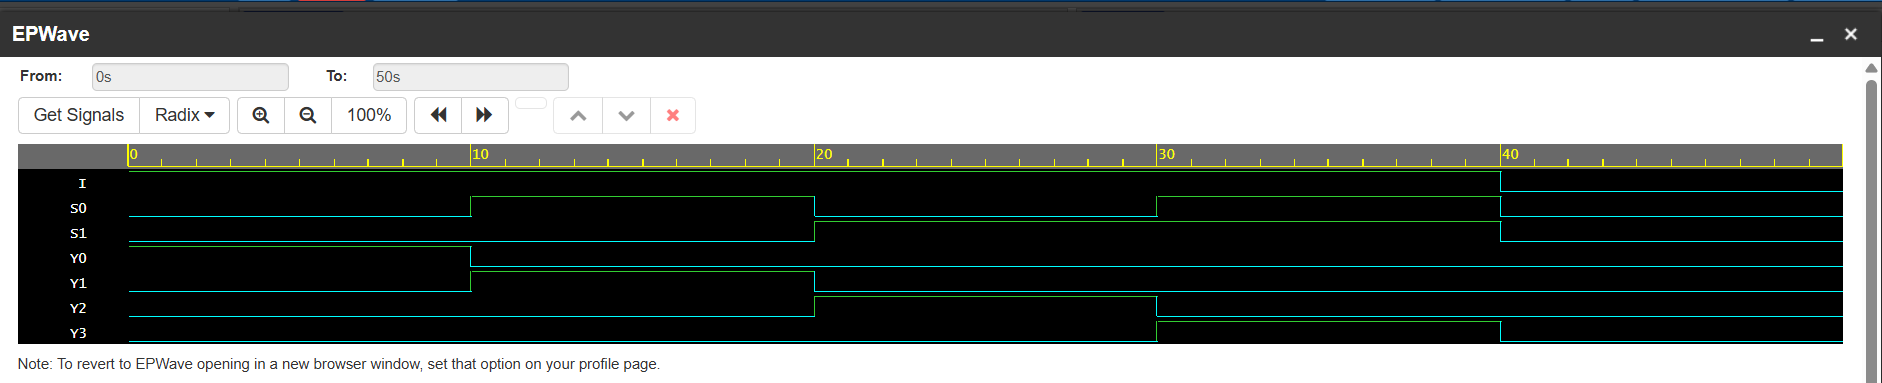 EPWave
From: 0s To: 50s
Get Signals Radix 100%
0 10 20 30 40
I
S0
S1
Y0
Y1
Y2
Y3
Note: To revert to EPWave opening in a new browser window, set that option on your profile page.